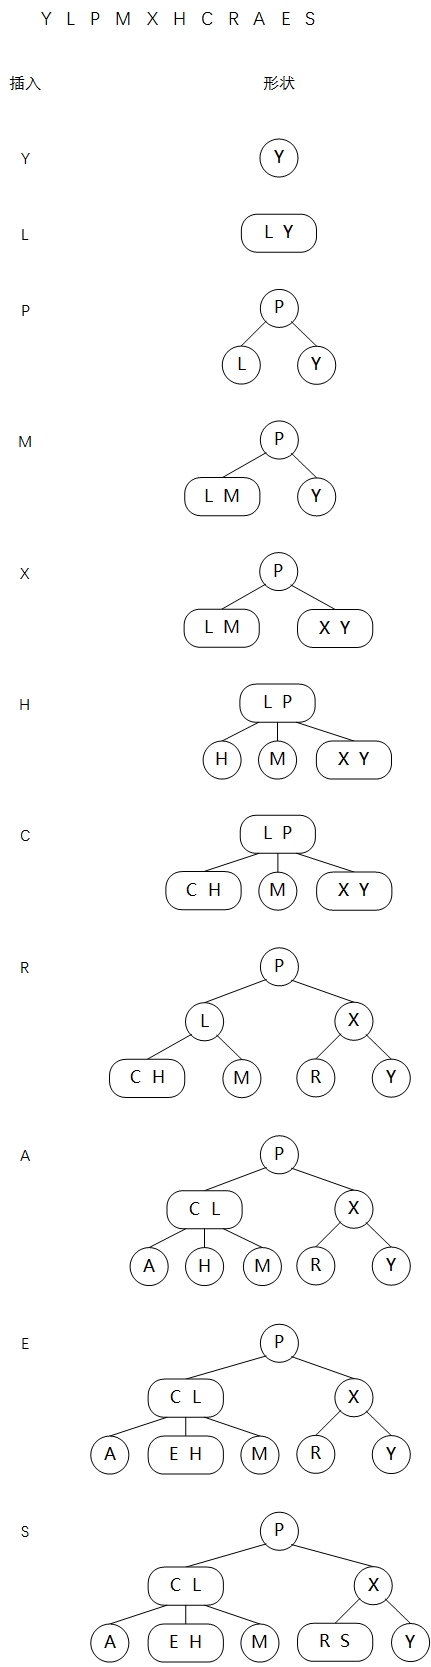 Y L P M X H C R A E S
插入 形状
Y Y
L L Y
P P
L Y
M P
L M Y
X P
L M X Y
H L P
H M X Y
C L P
C H M X Y
R P
L X
C H M R Y
A P
C L X
A H M R Y
E P
C L X
A E H M R Y
S P
C L X
A E H M R S Y